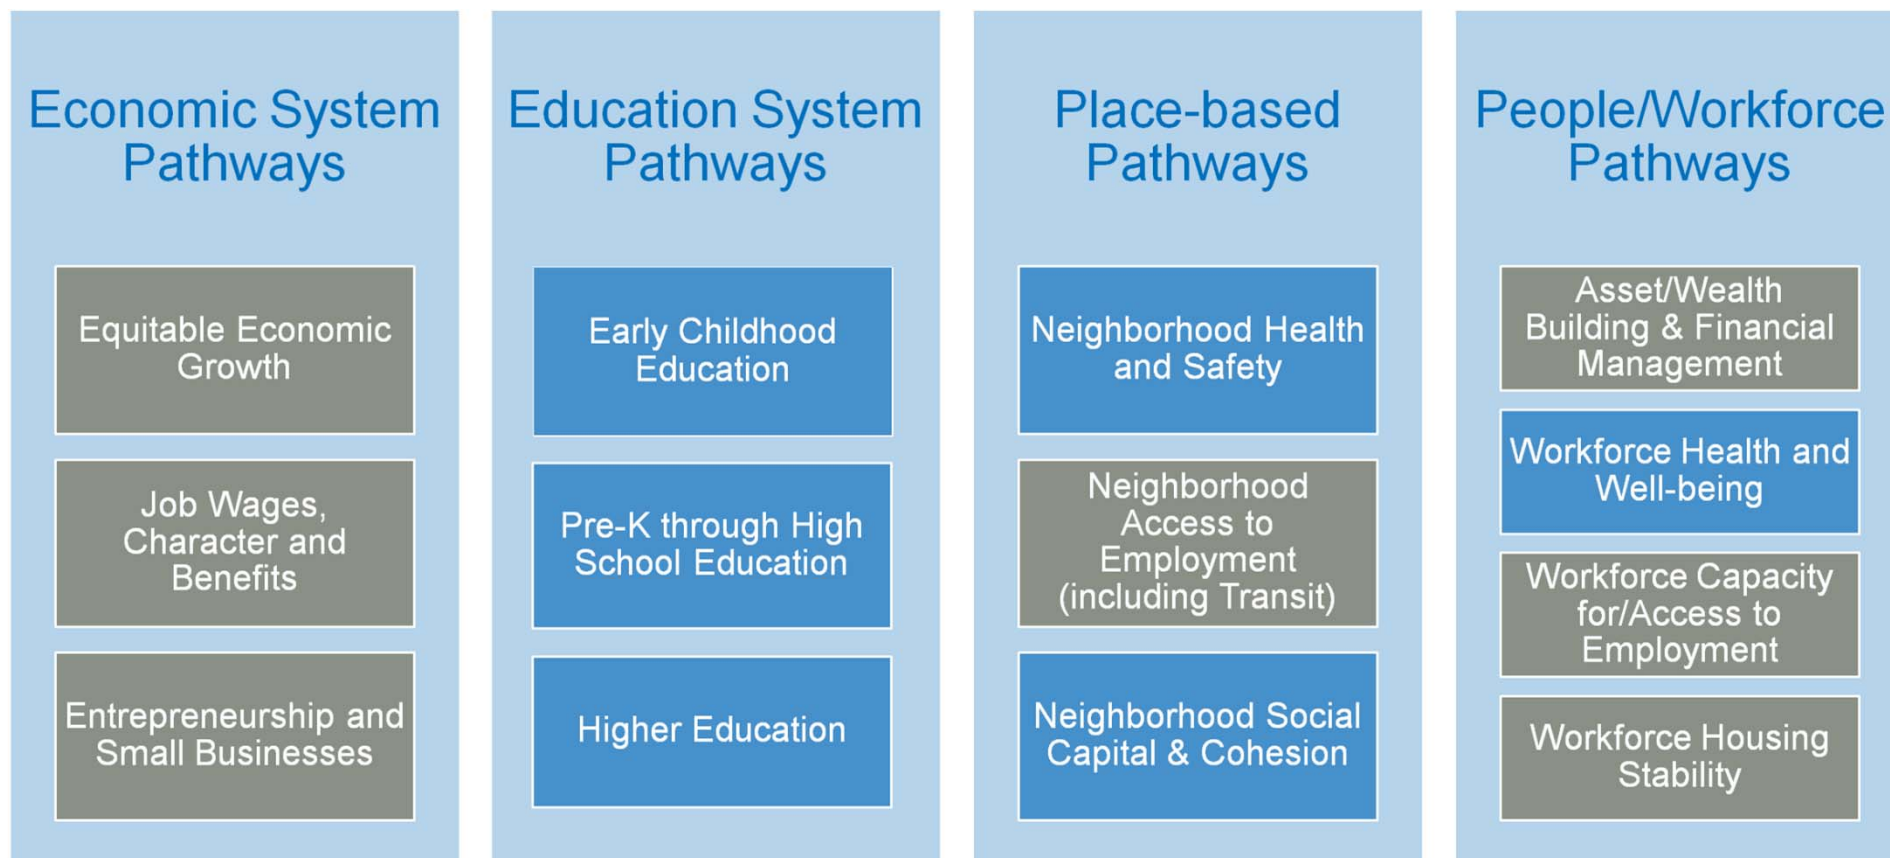 Economic System
Pathways
Equitable Economic
Growth
Job Wages,
Character and
Benefits
Entrepreneurship and
Small Businesses
Education System
Pathways
Early Childhood
Education
Pre-K through High
School Education
Higher Education
Place-based
Pathways
Neighborhood Health
and Safety
Neighborhood
Access to
Employment
(including Transit)
Neighborhood Social
Capital & Cohesion
People/Workforce
Pathways
Asset/Wealth
Building & Financial
Management
Workforce Health and
Well-being
Workforce Capacity
for/Access to
Employment
Workforce Housing
Stability